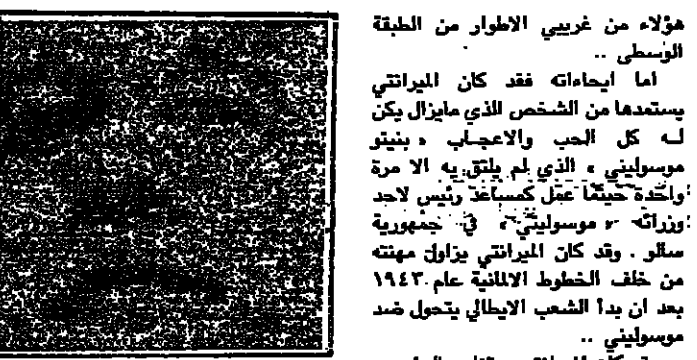 هؤلاء من غريبي الاطوار من الطبقة
الوسطى ..
أما ايحاءاته فقد كان الميرانتي
يستمدها من الشخص الذي مايزال يكن
له كل الحب والاعجاب « بنيتو
موسوليني » الذي لم يلتق به الا مرة
واحدة حينما عمل كمساعد رئيس لاحد
وزرائه « موسوليني » في جمهورية
سالو . وقد كان الميرانتي يزاول مهنته
من خلف الخطوط الالمانية عام ١٩٤٣
بعد ان بدأ الشعب الايطالي يتحول ضد
موسوليني ..